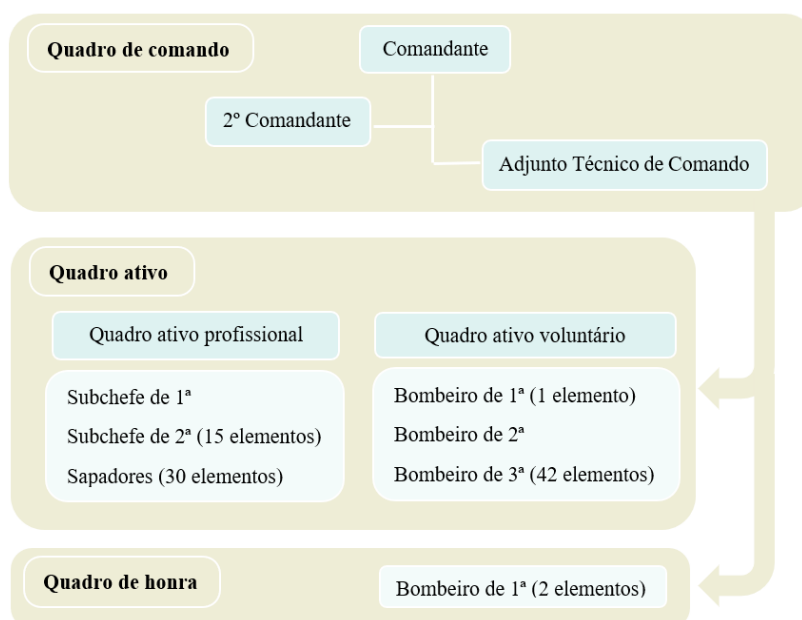 Quadro de comando
Comandante
2º Comandante
Adjunto Técnico de Comando
Quadro ativo
Quadro ativo profissional
Subchefe de 1ª
Subchefe de 2ª (15 elementos)
Sapadores (30 elementos)
Quadro ativo voluntário
Bombeiro de 1ª (1 elemento)
Bombeiro de 2ª
Bombeiro de 3ª (42 elementos)
Quadro de honra
Bombeiro de 1ª (2 elementos)